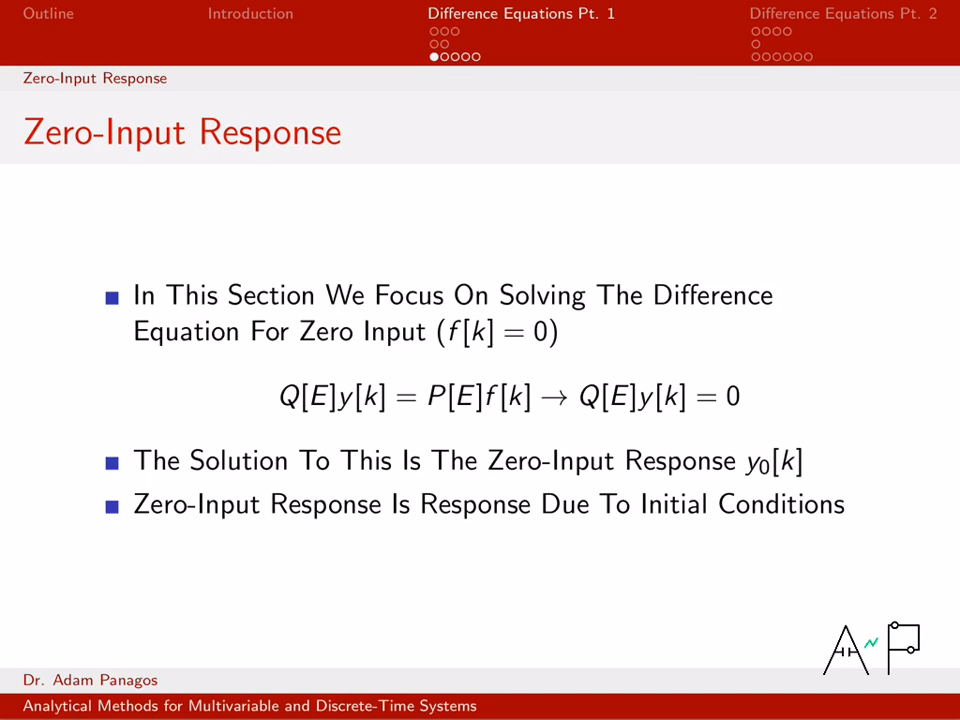 Outline Introduction Difference Equations Pt. 1 Difference Equations Pt. 2
Zero-Input Response
Zero-Input Response
In This Section We Focus On Solving The Difference
Equation For Zero Input (f[k] = 0)
Q[E]y[k] = P[E]f[k] → Q[E]y[k] = 0
The Solution To This Is The Zero-Input Response y₀[k]
Zero-Input Response Is Response Due To Initial Conditions
AP
Dr. Adam Panagos
Analytical Methods for Multivariable and Discrete-Time Systems